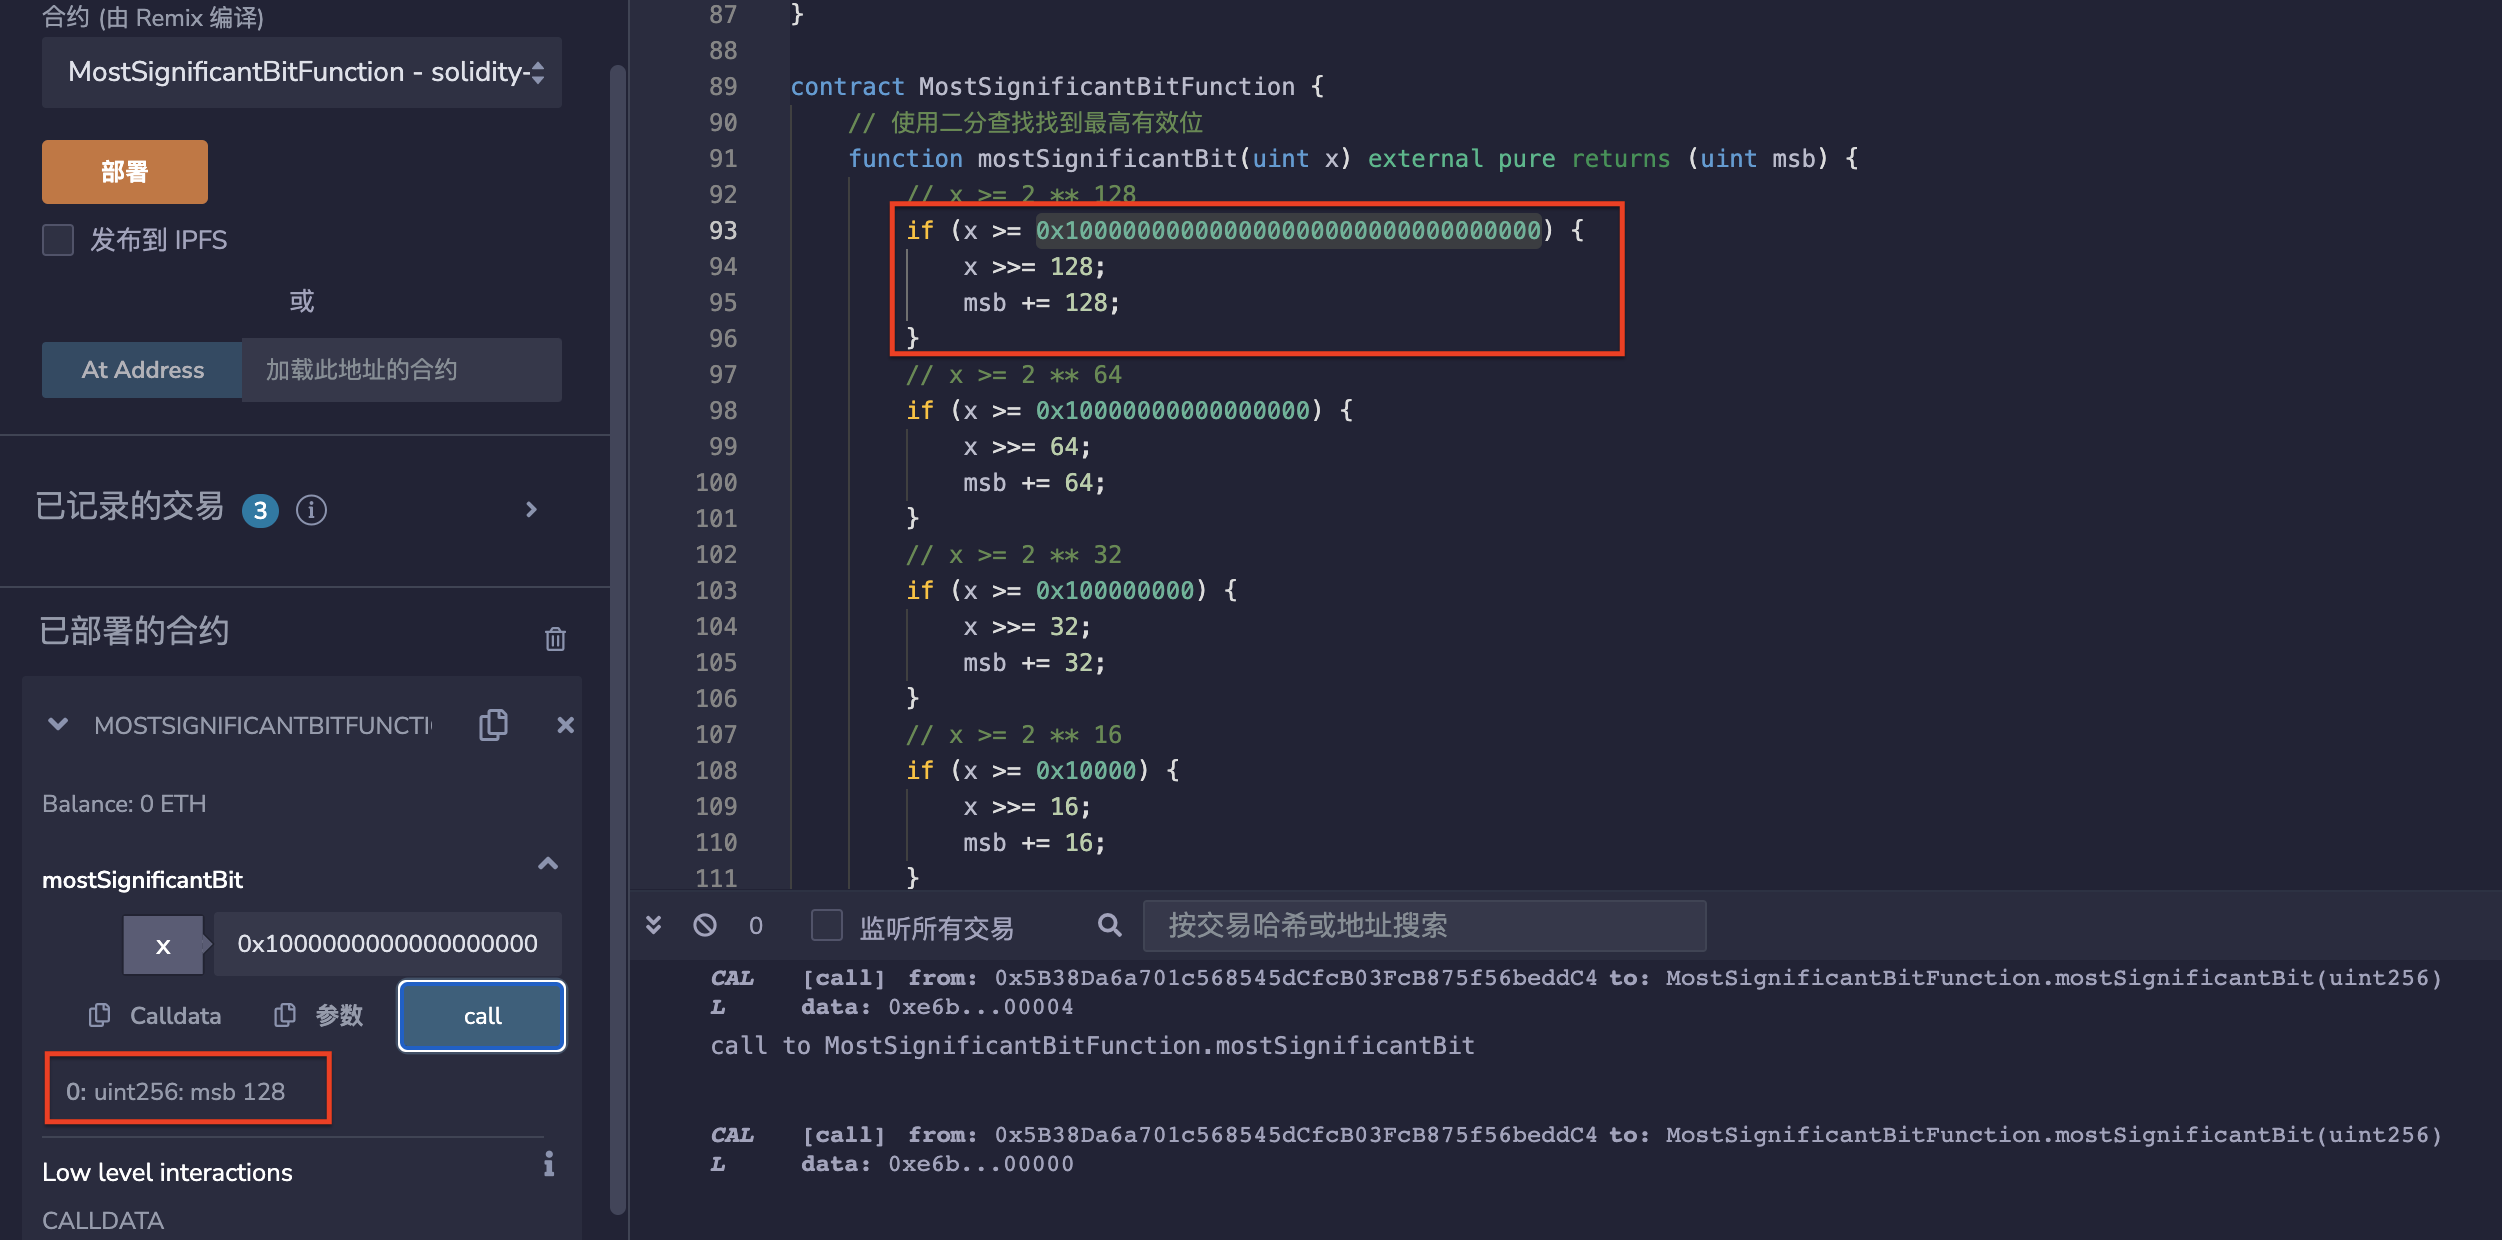 合约 (由 Remix 编译)
MostSignificantBitFunction - solidity-
部署
发布到 IPFS
或
At Address
加载此地址的合约
已记录的交易 3
已部署的合约
MOSTSIGNIFICANTBITFUNCTI
Balance: 0 ETH
mostSignificantBit
x
0x1000000000000000000
Calldata
参数
call
0: uint256: msb 128
Low level interactions
CALLDATA
87 }
88
89 contract MostSignificantBitFunction {
90 // 使用二分查找找到最高有效位
91 function mostSignificantBit(uint x) external pure returns (uint msb) {
92 // x >= 2 ** 128
93 if (x >= 0x100000000000000000000000000000000) {
94 x >>= 128;
95 msb += 128;
96 }
97 // x >= 2 ** 64
98 if (x >= 0x10000000000000000) {
99 x >>= 64;
100 msb += 64;
101 }
102 // x >= 2 ** 32
103 if (x >= 0x100000000) {
104 x >>= 32;
105 msb += 32;
106 }
107 // x >= 2 ** 16
108 if (x >= 0x10000) {
109 x >>= 16;
110 msb += 16;
111 }
0
监听所有交易
按交易哈希或地址搜索
CAL [call] from: 0x5B38Da6a701c568545dCfcB03FcB875f56beddC4 to: MostSignificantBitFunction.mostSignificantBit(uint256)
L data: 0xe6b...00004
call to MostSignificantBitFunction.mostSignificantBit
CAL [call] from: 0x5B38Da6a701c568545dCfcB03FcB875f56beddC4 to: MostSignificantBitFunction.mostSignificantBit(uint256)
L data: 0xe6b...00000